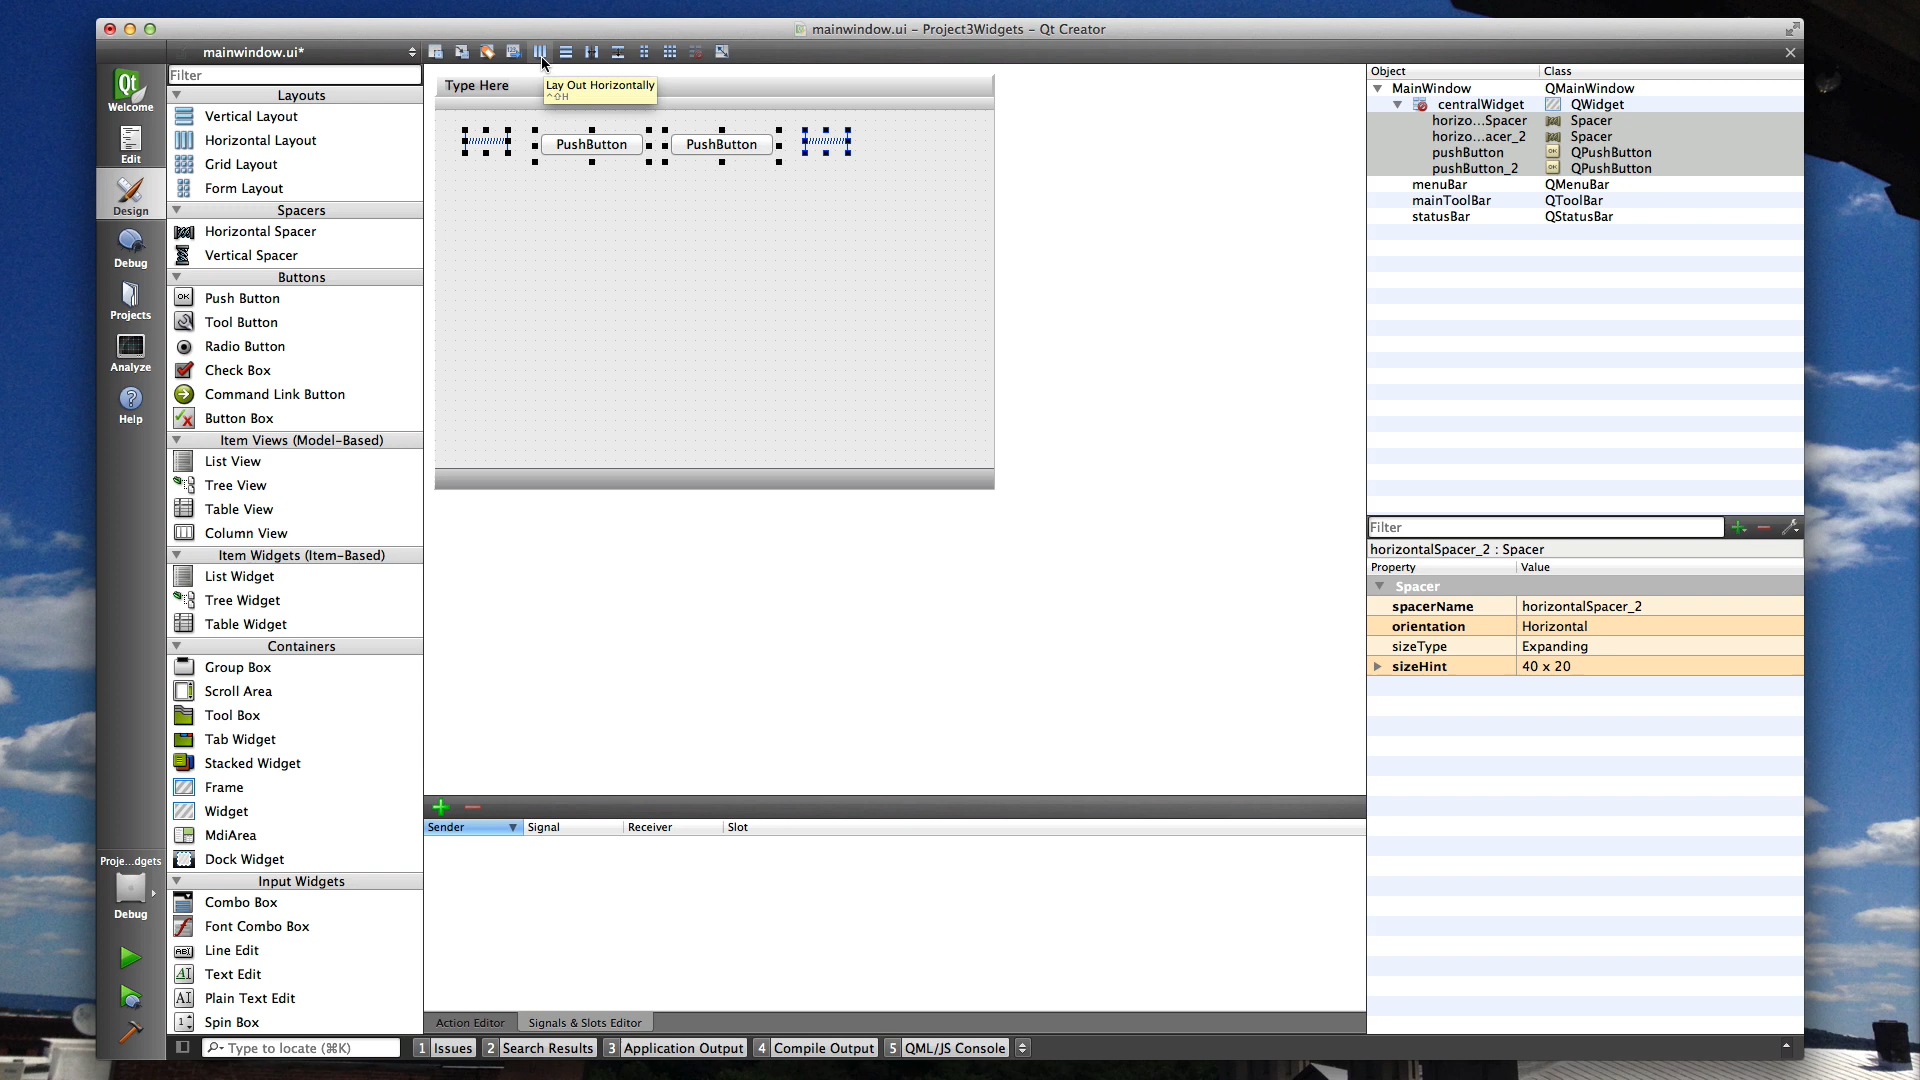 mainwindow.ui – Project3Widgets – Qt Creator
mainwindow.ui*
Filter
Layouts
Vertical Layout
Horizontal Layout
Grid Layout
Form Layout
Spacers
Horizontal Spacer
Vertical Spacer
Buttons
Push Button
Tool Button
Radio Button
Check Box
Command Link Button
Button Box
Item Views (Model-Based)
List View
Tree View
Table View
Column View
Item Widgets (Item-Based)
List Widget
Tree Widget
Table Widget
Containers
Group Box
Scroll Area
Tool Box
Tab Widget
Stacked Widget
Frame
Widget
MdiArea
Dock Widget
Input Widgets
Combo Box
Font Combo Box
Line Edit
Text Edit
Plain Text Edit
Spin Box
Qt
Welcome
Edit
Design
Debug
Projects
Analyze
Help
Proje...dgets
Debug
Type Here
Lay Out Horizontally
^⇧H
PushButton
PushButton
Sender Signal Receiver Slot
Action Editor Signals & Slots Editor
Object Class
MainWindow QMainWindow
centralWidget QWidget
horizo...Spacer Spacer
horizo...acer_2 Spacer
pushButton QPushButton
pushButton_2 QPushButton
menuBar QMenuBar
mainToolBar QToolBar
statusBar QStatusBar
Filter
horizontalSpacer_2 : Spacer
Property Value
Spacer
spacerName horizontalSpacer_2
orientation Horizontal
sizeType Expanding
sizeHint 40 x 20
Type to locate (⌘K) 1 Issues 2 Search Results 3 Application Output 4 Compile Output 5 QML/JS Console